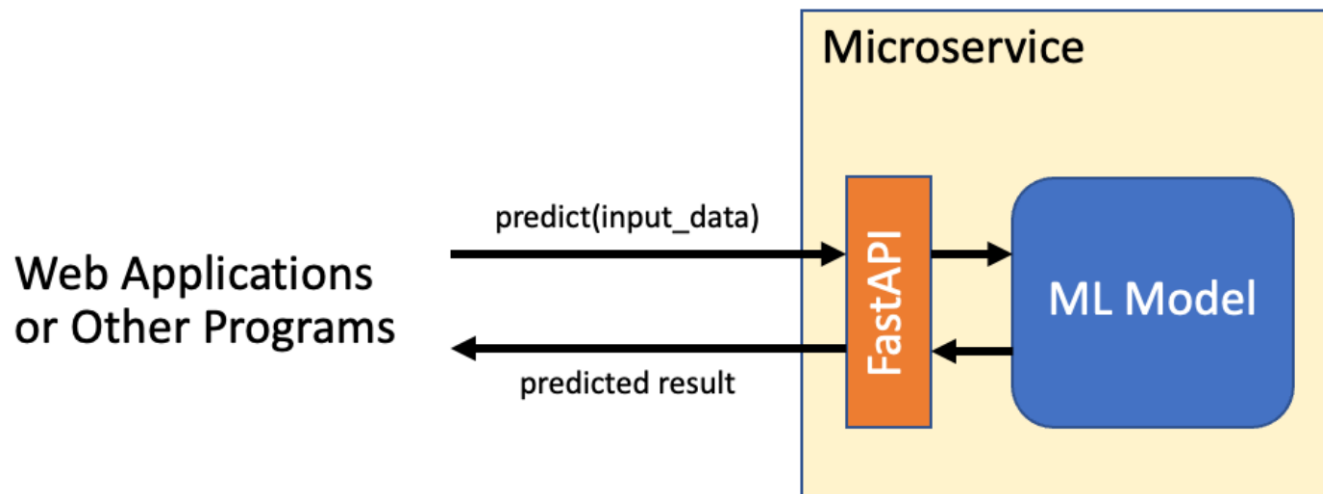 Microservice
predict(input_data)
Web Applications
or Other Programs
FastAPI
ML Model
predicted result